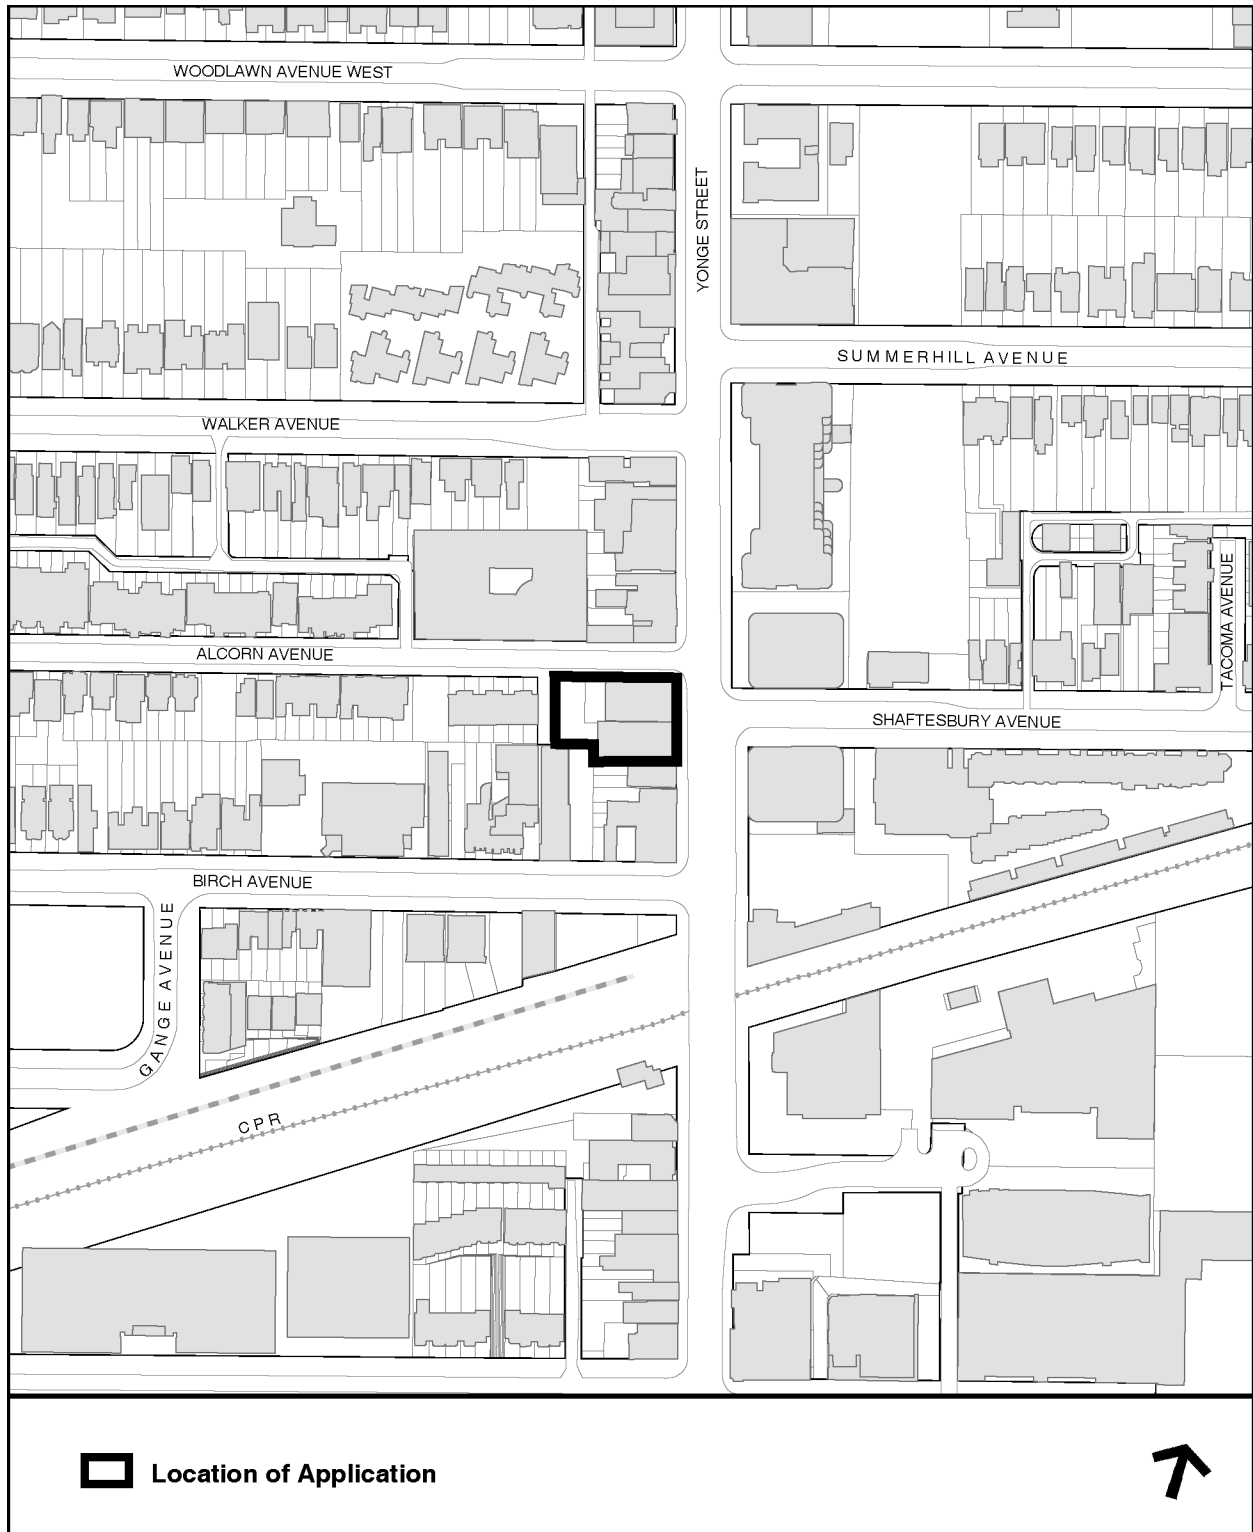 WOODLAWN AVENUE WEST
YONGE STREET
SUMMERHILL AVENUE
WALKER AVENUE
TACOMA AVENUE
ALCORN AVENUE
SHAFTESBURY AVENUE
BIRCH AVENUE
GANGE AVENUE
CPR
Location of Application